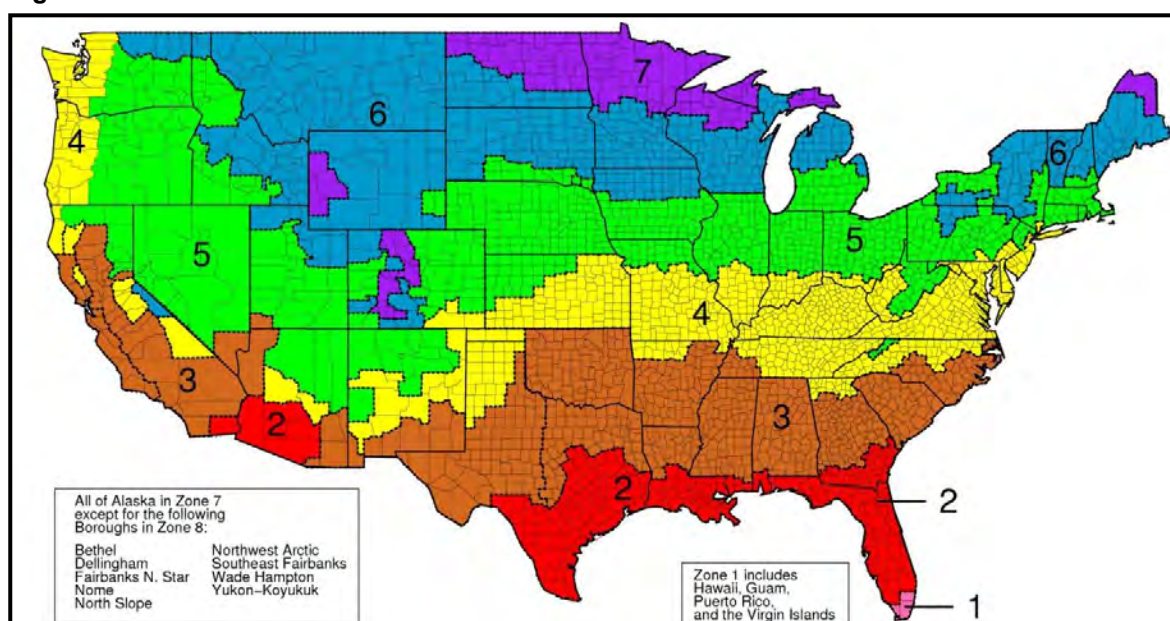 7
6
4
6
5
5
4
3
3
2
2
2
1
All of Alaska in Zone 7
except for the following
Boroughs in Zone 8:
Bethel Northwest Arctic
Dellingham Southeast Fairbanks
Fairbanks N. Star Wade Hampton
Nome Yukon–Koyukuk
North Slope
Zone 1 includes
Hawaii, Guam,
Puerto Rico,
and the Virgin Islands